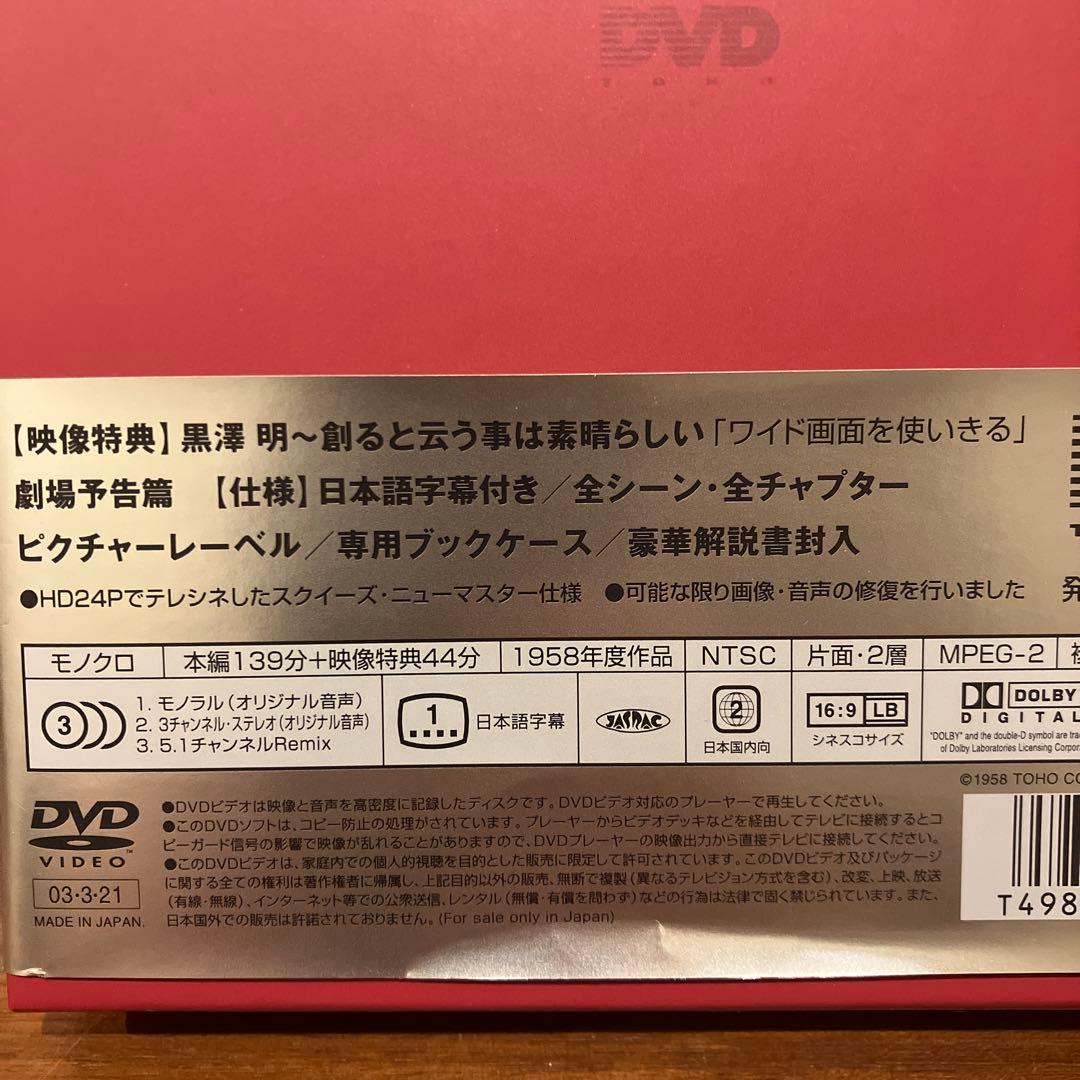 DVD
TOHO
【映像特典】黒澤 明〜創ると云う事は素晴らしい「ワイド画面を使いきる」
劇場予告篇 【仕様】日本語字幕付き/全シーン・全チャプター
ピクチャーレーベル/専用ブックケース/豪華解説書封入
●HD24Pでテレシネしたスクイーズ・ニューマスター仕様 ●可能な限り画像・音声の修復を行いました 発
モノクロ 本編139分+映像特典44分 1958年度作品 NTSC 片面・2層 MPEG-2 複
3 1. モノラル(オリジナル音声)
2. 3チャンネル・ステレオ(オリジナル音声)
3. 5.1チャンネルRemix
1 日本語字幕
JASRAC
2
日本国内向
16:9 LB
シネスコサイズ
DOLBY
DIGITAL
"DOLBY" and the double-D symbol are
of Dolby Laboratories Licensing
©1958 TOHO CO
DVD
VIDEO
TM
03・3・21
MADE IN JAPAN.
●DVDビデオは映像と音声を高密度に記録したディスクです。DVDビデオ対応のプレーヤーで再生してください。
●このDVDソフトは、コピー防止の処理がされています。プレーヤーからビデオデッキなどを経由してテレビに接続するとコ
ピーガード信号の影響で映像が乱れることがありますので、DVDプレーヤーの映像出力から直接テレビに接続してください。
●このDVDビデオは、家庭内での個人的視聴を目的とした販売に限定して許可されています。このDVDビデオ及びパッケージ
に関する全ての権利は著作権者に帰属し、上記目的以外の販売、無断で複製(異なるテレビジョン方式を含む)、改変、上映、放送
(有線・無線)、インターネット等での公衆送信、レンタル(無償・有償を問わず)などの行為は法律で固く禁じられています。また、
日本国外での販売は許諾されておりません。(For sale only in Japan)
T498